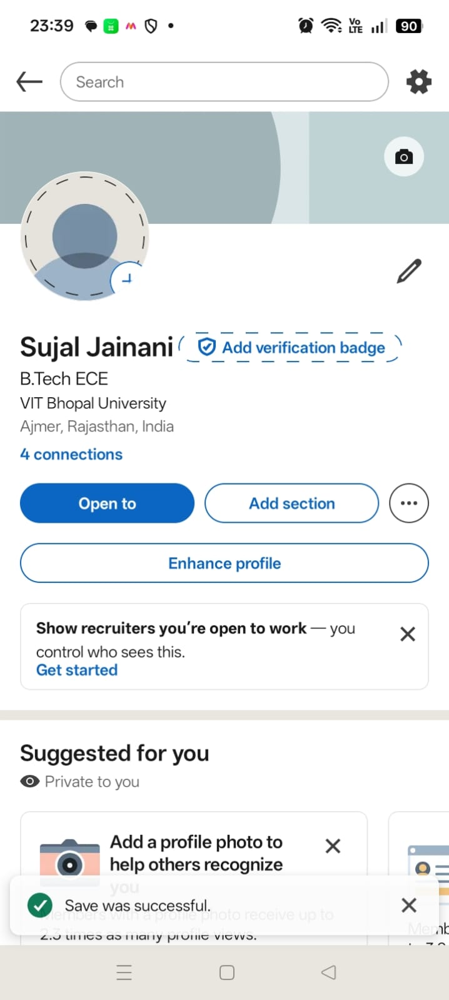 23:39 Vo LTE 90
Search
Sujal Jainani Add verification badge
B.Tech ECE
VIT Bhopal University
Ajmer, Rajasthan, India
4 connections
Open to Add section
Enhance profile
Show recruiters you're open to work — you
control who sees this.
Get started
Suggested for you
Private to you
Add a profile photo to
help others recognize
you
Save was successful.
Members with a profile photo receive up to
2.3 times as many profile views.